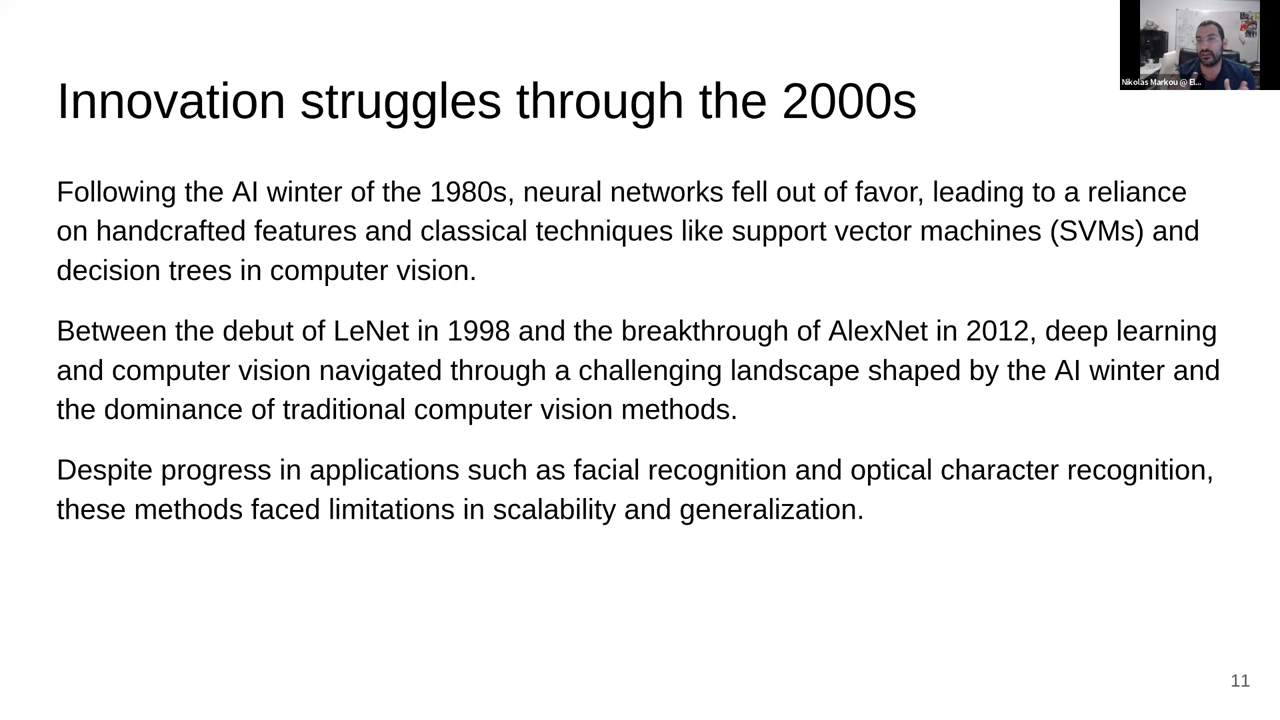 Innovation struggles through the 2000s
Nikolas Markou @ El...
Following the AI winter of the 1980s, neural networks fell out of favor, leading to a reliance
on handcrafted features and classical techniques like support vector machines (SVMs) and
decision trees in computer vision.
Between the debut of LeNet in 1998 and the breakthrough of AlexNet in 2012, deep learning
and computer vision navigated through a challenging landscape shaped by the AI winter and
the dominance of traditional computer vision methods.
Despite progress in applications such as facial recognition and optical character recognition,
these methods faced limitations in scalability and generalization.
11